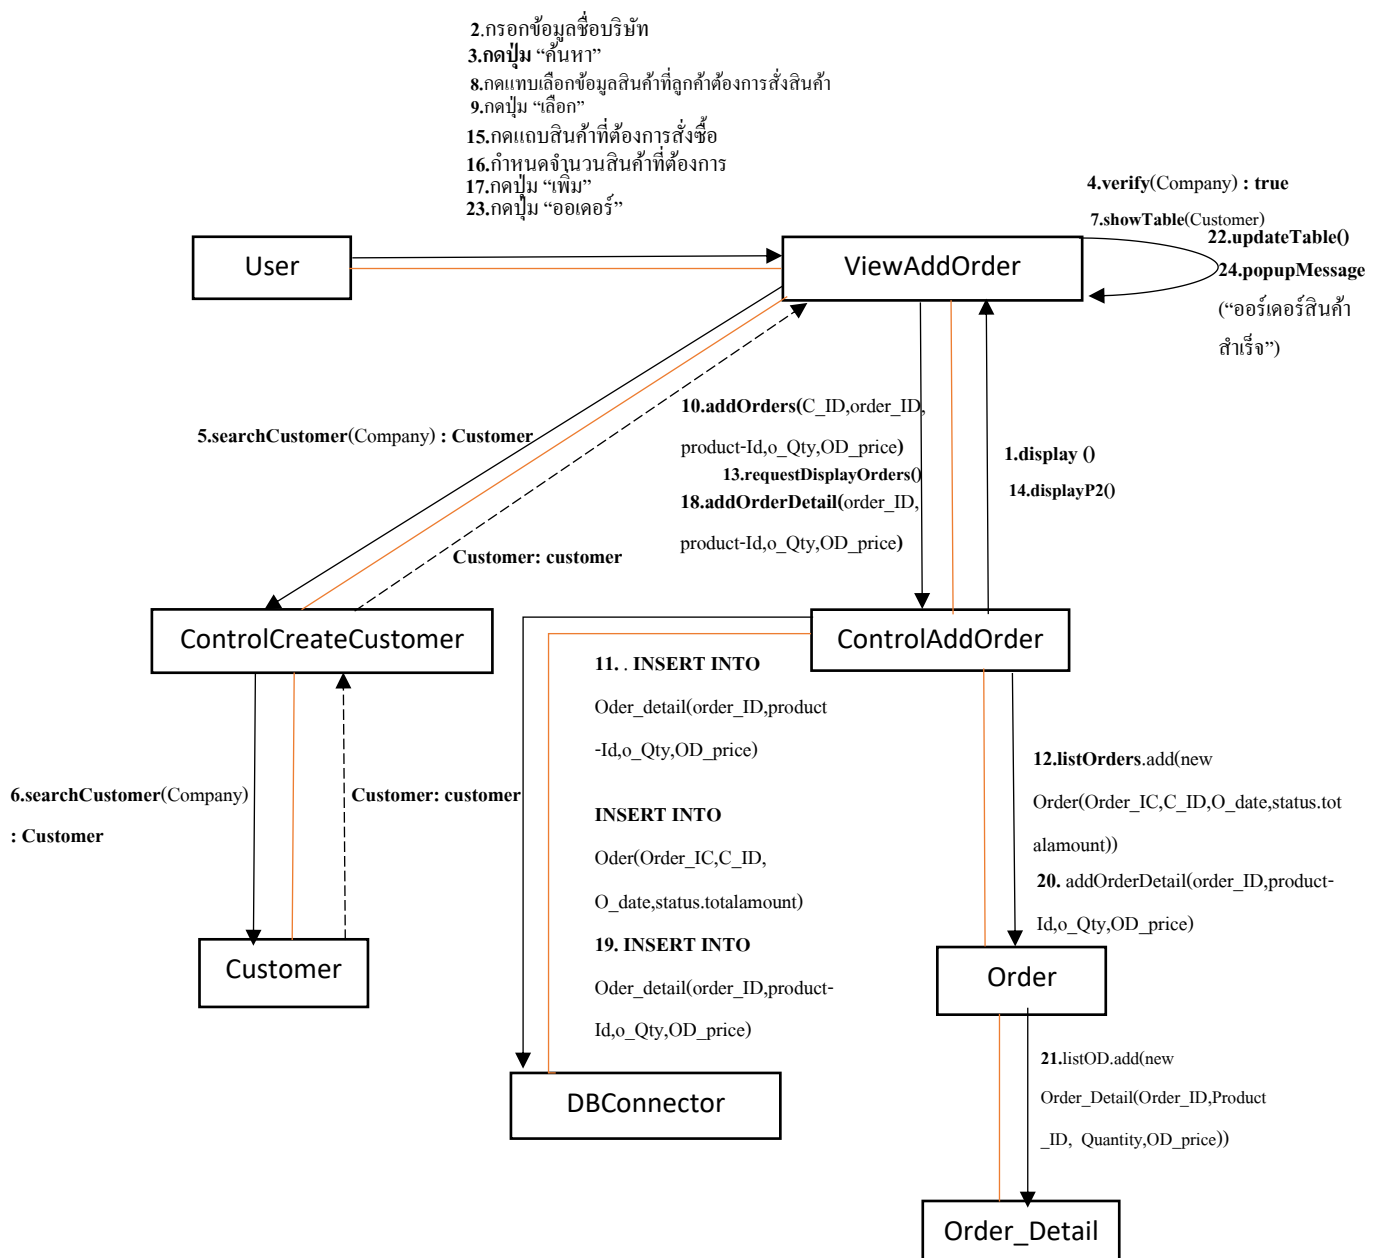 2.กรอกข้อมูลชื่อบริษัท
3.กดปุ่ม “ค้นหา”
8.กดแทบเลือกข้อมูลสินค้าที่ลูกค้าต้องการสั่งสินค้า
9.กดปุ่ม “เลือก”
15.กดแถบสินค้าที่ต้องการสั่งซื้อ
16.กำหนดจำนวนสินค้าที่ต้องการ
17.กดปุ่ม “เพิ่ม”
23.กดปุ่ม “ออเดอร์”
4.verify(Company) : true
7.showTable(Customer)
22.updateTable()
24.popupMessage
(“ออร์เดอร์สินค้า
สำเร็จ”)
User
ViewAddOrder
5.searchCustomer(Company) : Customer
10.addOrders(C_ID,order_ID,
product-Id,o_Qty,OD_price)
13.requestDisplayOrders()
18.addOrderDetail(order_ID,
product-Id,o_Qty,OD_price)
1.display ()
14.displayP2()
Customer: customer
ControlCreateCustomer
ControlAddOrder
11. . INSERT INTO
Oder_detail(order_ID,product
-Id,o_Qty,OD_price)
INSERT INTO
Oder(Order_IC,C_ID,
O_date,status.totalamount)
19. INSERT INTO
Oder_detail(order_ID,product-
Id,o_Qty,OD_price)
12.listOrders.add(new
Order(Order_IC,C_ID,O_date,status.tot
alamount))
20. addOrderDetail(order_ID,product-
Id,o_Qty,OD_price)
6.searchCustomer(Company)
: Customer
Customer: customer
Customer
Order
21.listOD.add(new
Order_Detail(Order_ID,Product
_ID, Quantity,OD_price))
DBConnector
Order_Detail